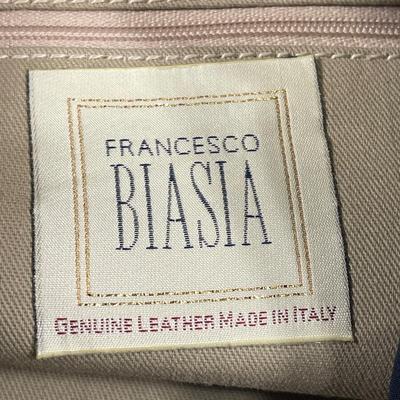 FRANCESCO
BIASIA
GENUINE LEATHER MADE IN ITALY